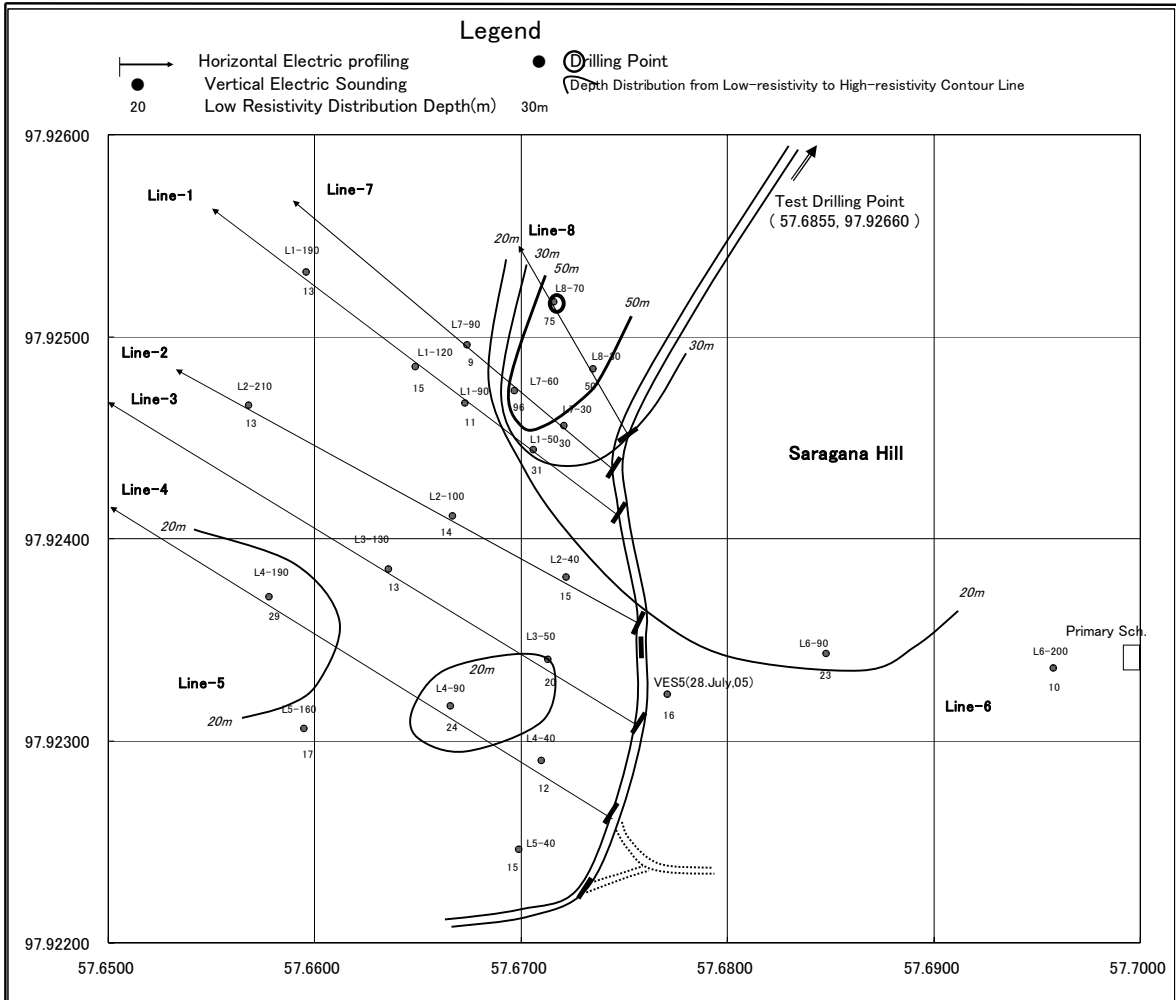 Legend
Horizontal Electric profiling
Drilling Point
Vertical Electric Sounding
Depth Distribution from Low-resistivity to High-resistivity Contour Line
20 Low Resistivity Distribution Depth(m) 30m
97.92600
Line-1
Line-7
Test Drilling Point
( 57.6855, 97.92660 )
Line-8
20m
30m
50m
L1-190
13
L8-70
75
50m
97.92500
L7-90
9
30m
Line-2
L1-120
15
L8-30
50
L2-210
13
L1-90
11
L7-60
96
Line-3
L7-30
30
L1-50
31
Saragana Hill
Line-4
L2-100
14
20m
97.92400
L3-130
13
L2-40
15
L4-190
29
20m
Primary Sch.
L3-50
20
L6-90
23
L6-200
10
20m
Line-5
L4-90
24
VES5(28.July,05)
16
Line-6
20m
L5-160
17
97.92300
L4-40
12
L5-40
15
97.92200
57.6500 57.6600 57.6700 57.6800 57.6900 57.7000